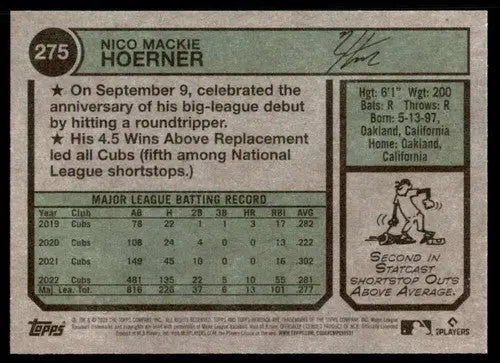 275
NICO MACKIE
HOERNER
★ On September 9, celebrated the
anniversary of his big-league debut
by hitting a roundtripper.
★ His 4.5 Wins Above Replacement
led all Cubs (fifth among National
League shortstops.)
Hgt: 6'1" Wgt: 200
Bats: R Throws: R
Born: 5-13-97,
Oakland, California
Home: Oakland,
California
MAJOR LEAGUE BATTING RECORD
Year Club AB H 2B 3B HR RBI AVG
2019 Cubs 78 22 1 1 3 17 .282
2020 Cubs 108 24 4 0 0 13 .222
2021 Cubs 149 45 10 0 0 16 .302
2022 Cubs 481 135 22 5 10 55 .281
Maj. Lea. Tot. 816 226 37 6 13 101 .277
SECOND IN
STATCAST
SHORTSTOP OUTS
ABOVE AVERAGE.
Topps
PLAYERS